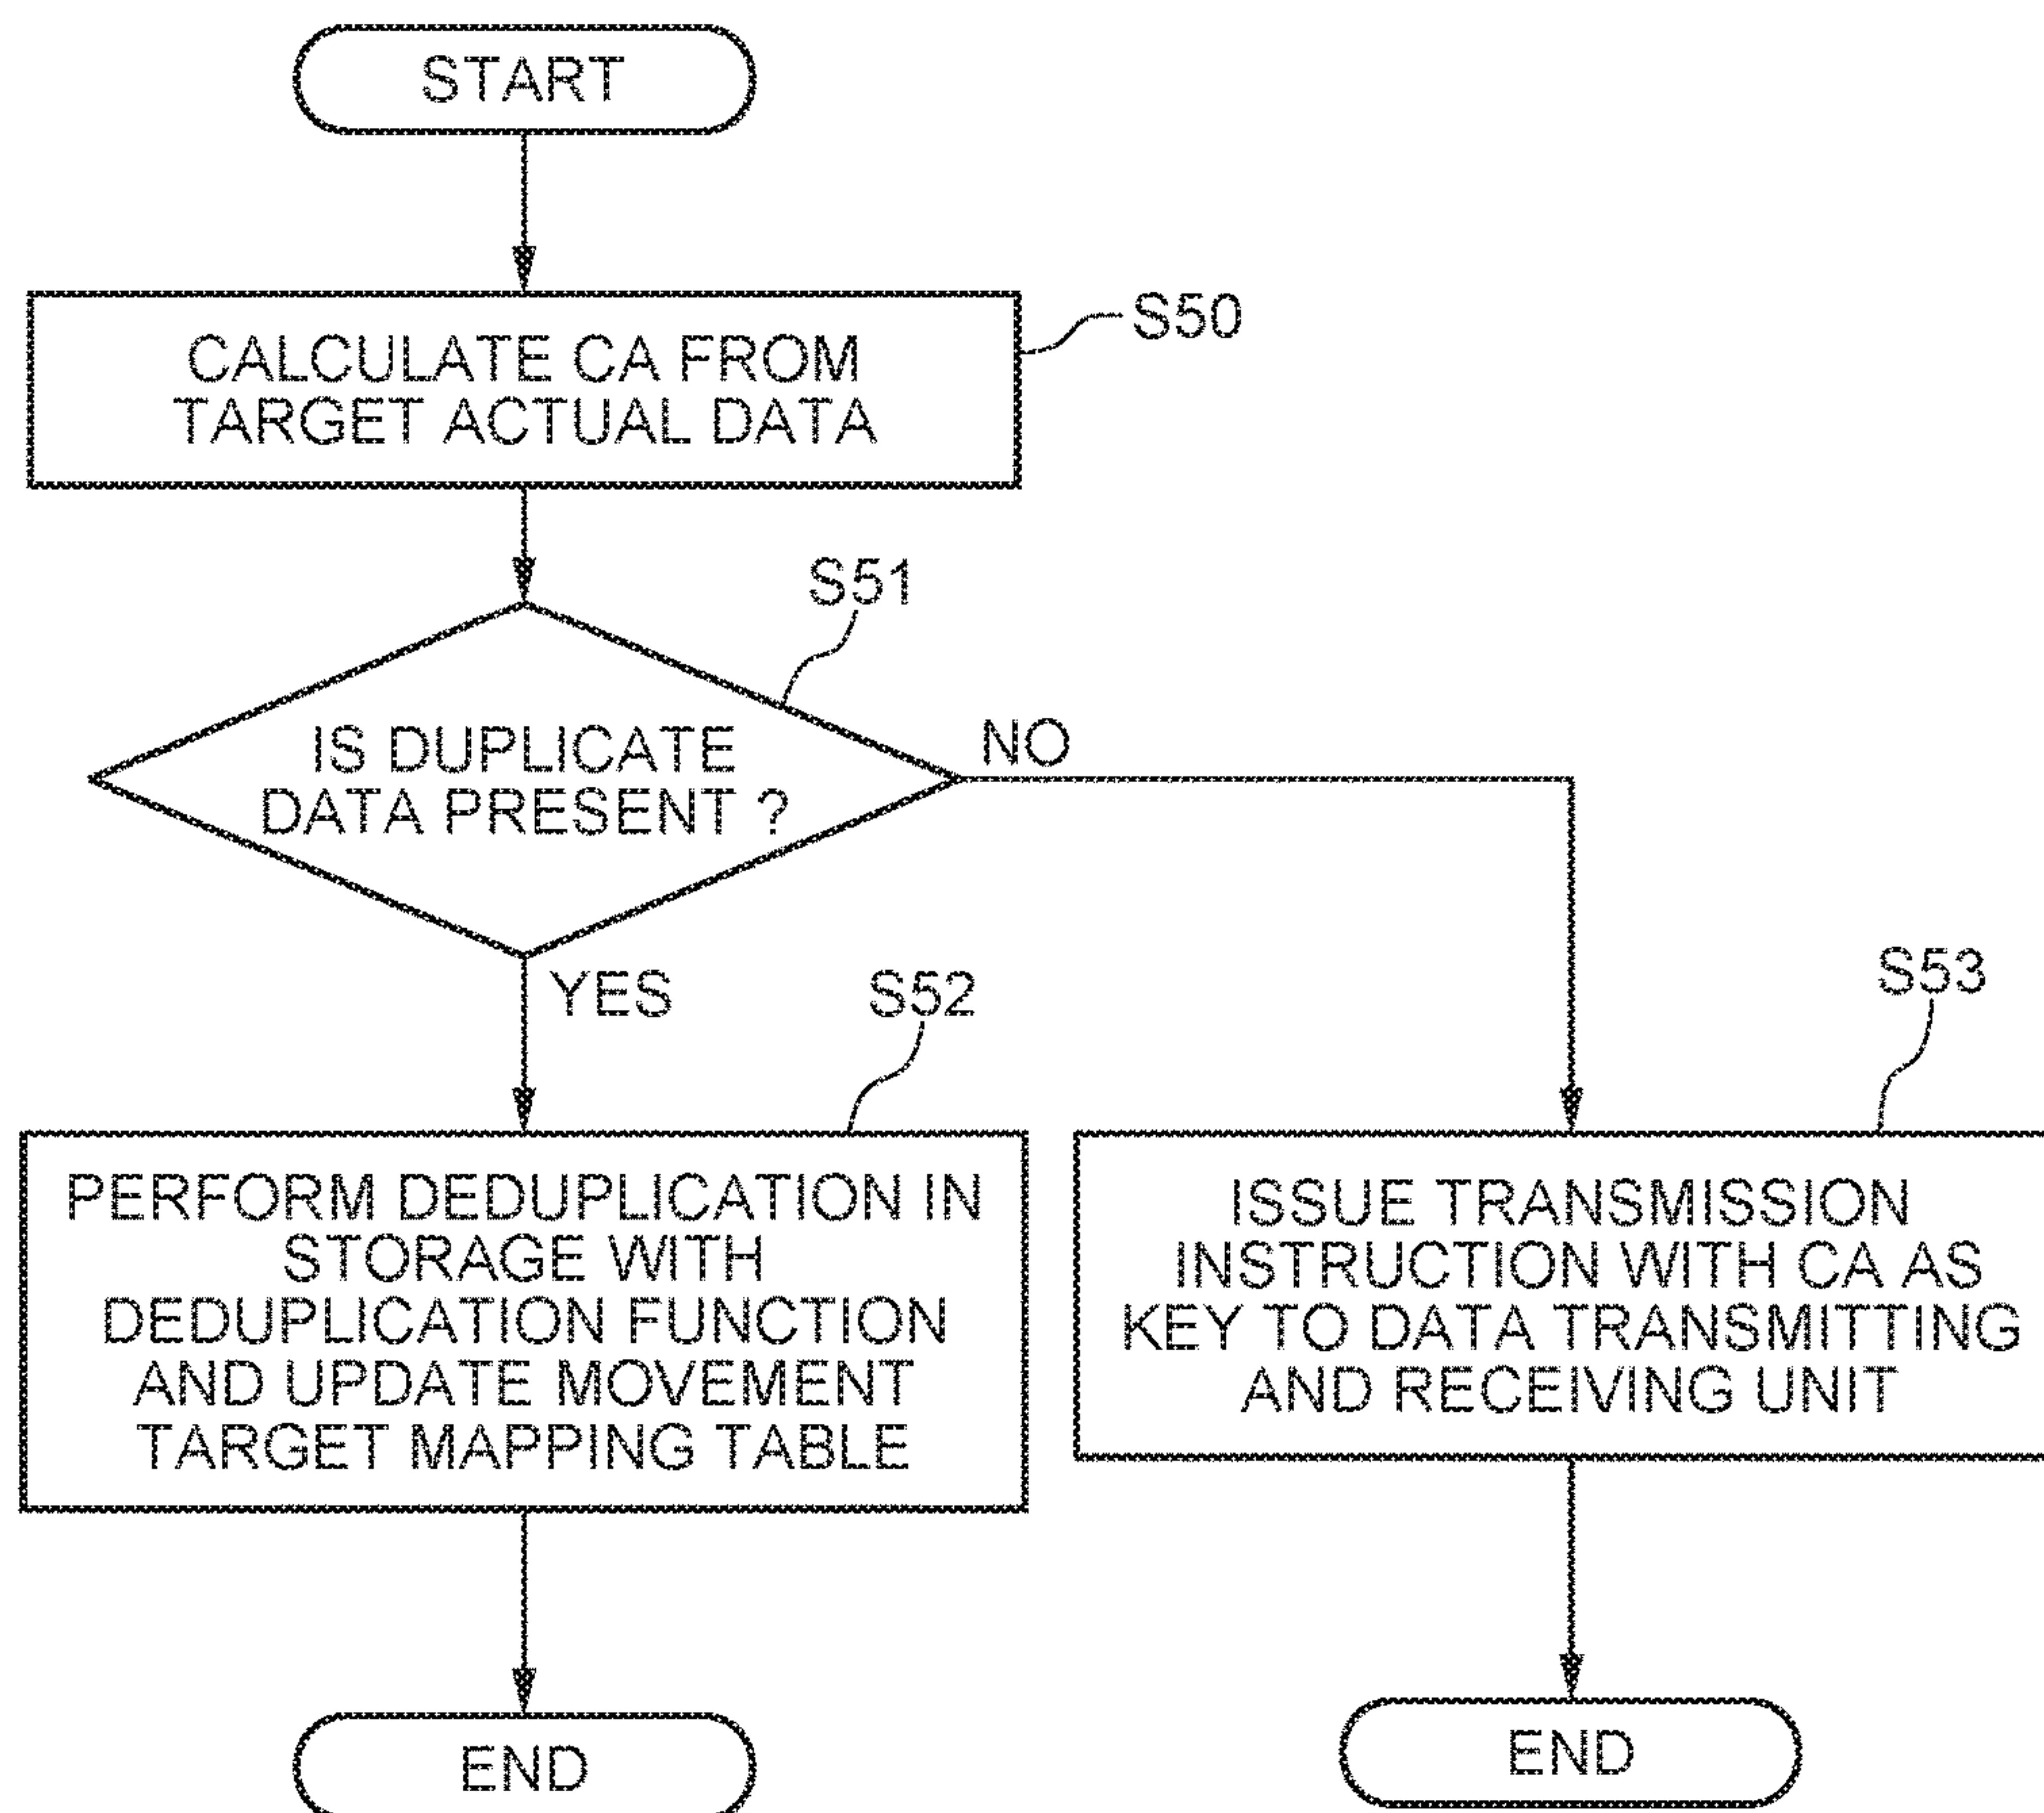 START
S50
CALCULATE CA FROM
TARGET ACTUAL DATA
S51
IS DUPLICATE
DATA PRESENT ?
NO
YES
S52
S53
PERFORM DEDUPLICATION IN
STORAGE WITH
DEDUPLICATION FUNCTION
AND UPDATE MOVEMENT
TARGET MAPPING TABLE
ISSUE TRANSMISSION
INSTRUCTION WITH CA AS
KEY TO DATA TRANSMITTING
AND RECEIVING UNIT
END
END